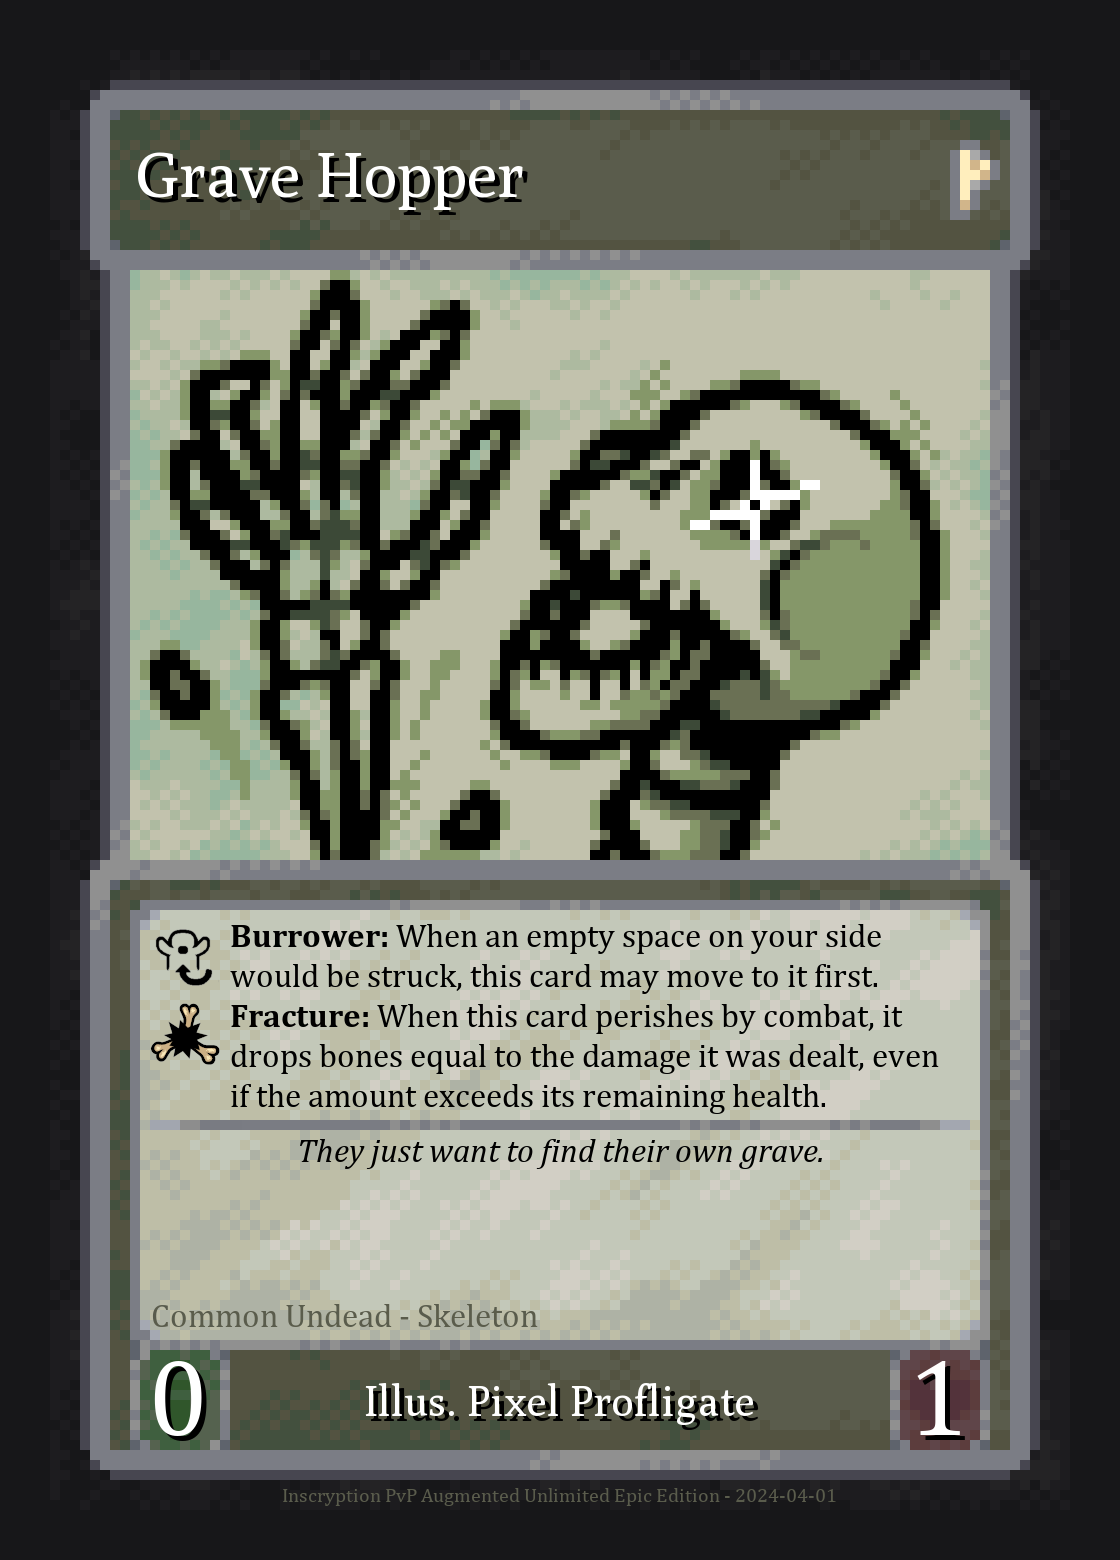 Grave Hopper
Burrower: When an empty space on your side
would be struck, this card may move to it first.
Fracture: When this card perishes by combat, it
drops bones equal to the damage it was dealt, even
if the amount exceeds its remaining health.
They just want to find their own grave.
Common Undead - Skeleton
0
Illus. Pixel Profligate
1
Inscryption PvP Augmented Unlimited Epic Edition - 2024-04-01